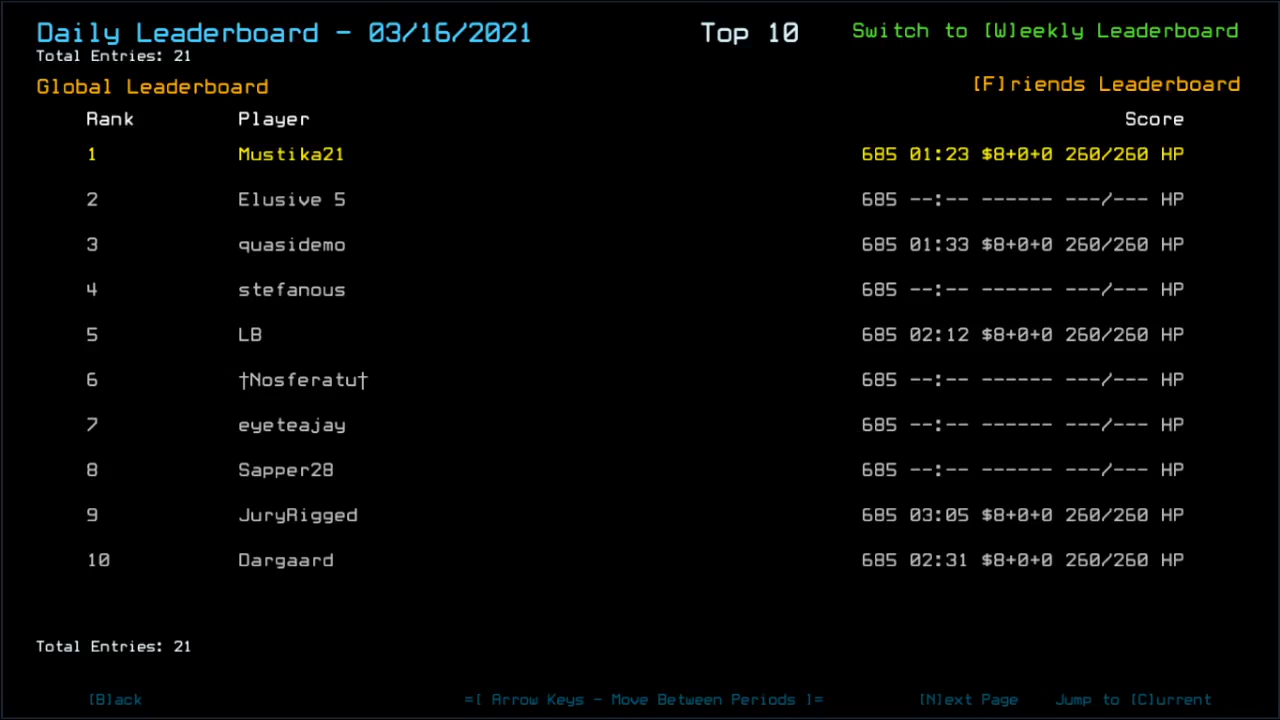 Daily Leaderboard - 03/16/2021 Top 10 Switch to [W]eekly Leaderboard
Total Entries: 21
Global Leaderboard [F]riends Leaderboard
Rank Player Score
1 Mustika21 685 01:23 $8+0+0 260/260 HP
2 Elusive 5 685 --:-- ------ ---/--- HP
3 quasidemo 685 01:33 $8+0+0 260/260 HP
4 stefanous 685 --:-- ------ ---/--- HP
5 LB 685 02:12 $8+0+0 260/260 HP
6 †Nosferatu† 685 --:-- ------ ---/--- HP
7 eyeteajay 685 --:-- ------ ---/--- HP
8 Sapper28 685 --:-- ------ ---/--- HP
9 JuryRigged 685 03:05 $8+0+0 260/260 HP
10 Dargaard 685 02:31 $8+0+0 260/260 HP
Total Entries: 21
[B]ack =[ Arrow Keys - Move Between Periods ]= [N]ext Page Jump to [C]urrent